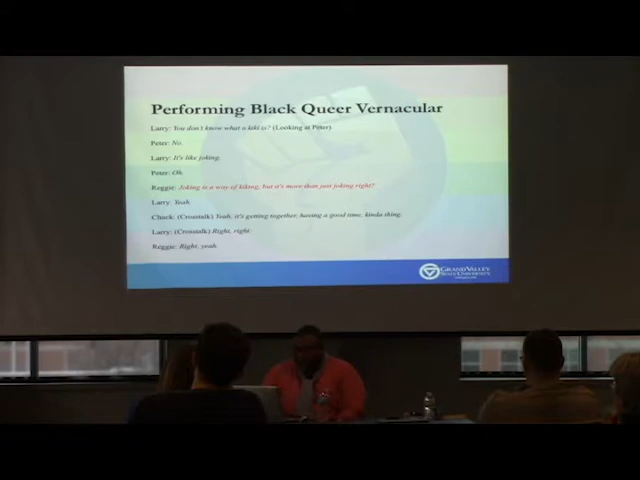 Performing Black Queer Vernacular
Larry: You don't know what a kiki is? (Looking at Peter)
Peter: No.
Larry: It's like joking.
Peter: Oh.
Reggie: Joking is a way of kiking, but it's more than just joking right?
Larry: Yeah.
Chuck: (Crosstalk) Yeah, it's getting together, having a good time, kinda thing.
Larry: (Crosstalk) Right, right.
Reggie: Right, yeah.
GRAND VALLEY
STATE UNIVERSITY